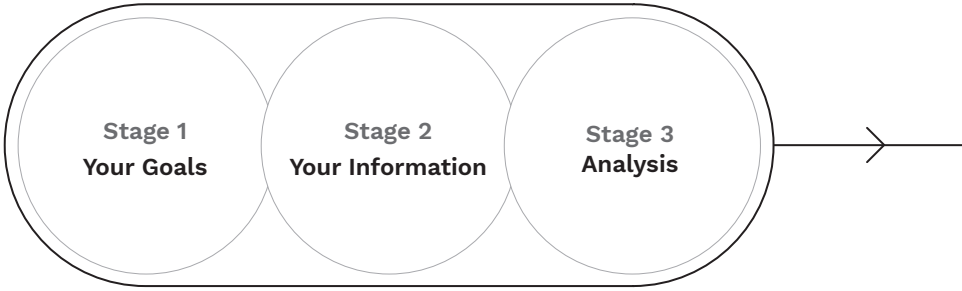 Stage 1
Your Goals
Stage 2
Your Information
Stage 3
Analysis